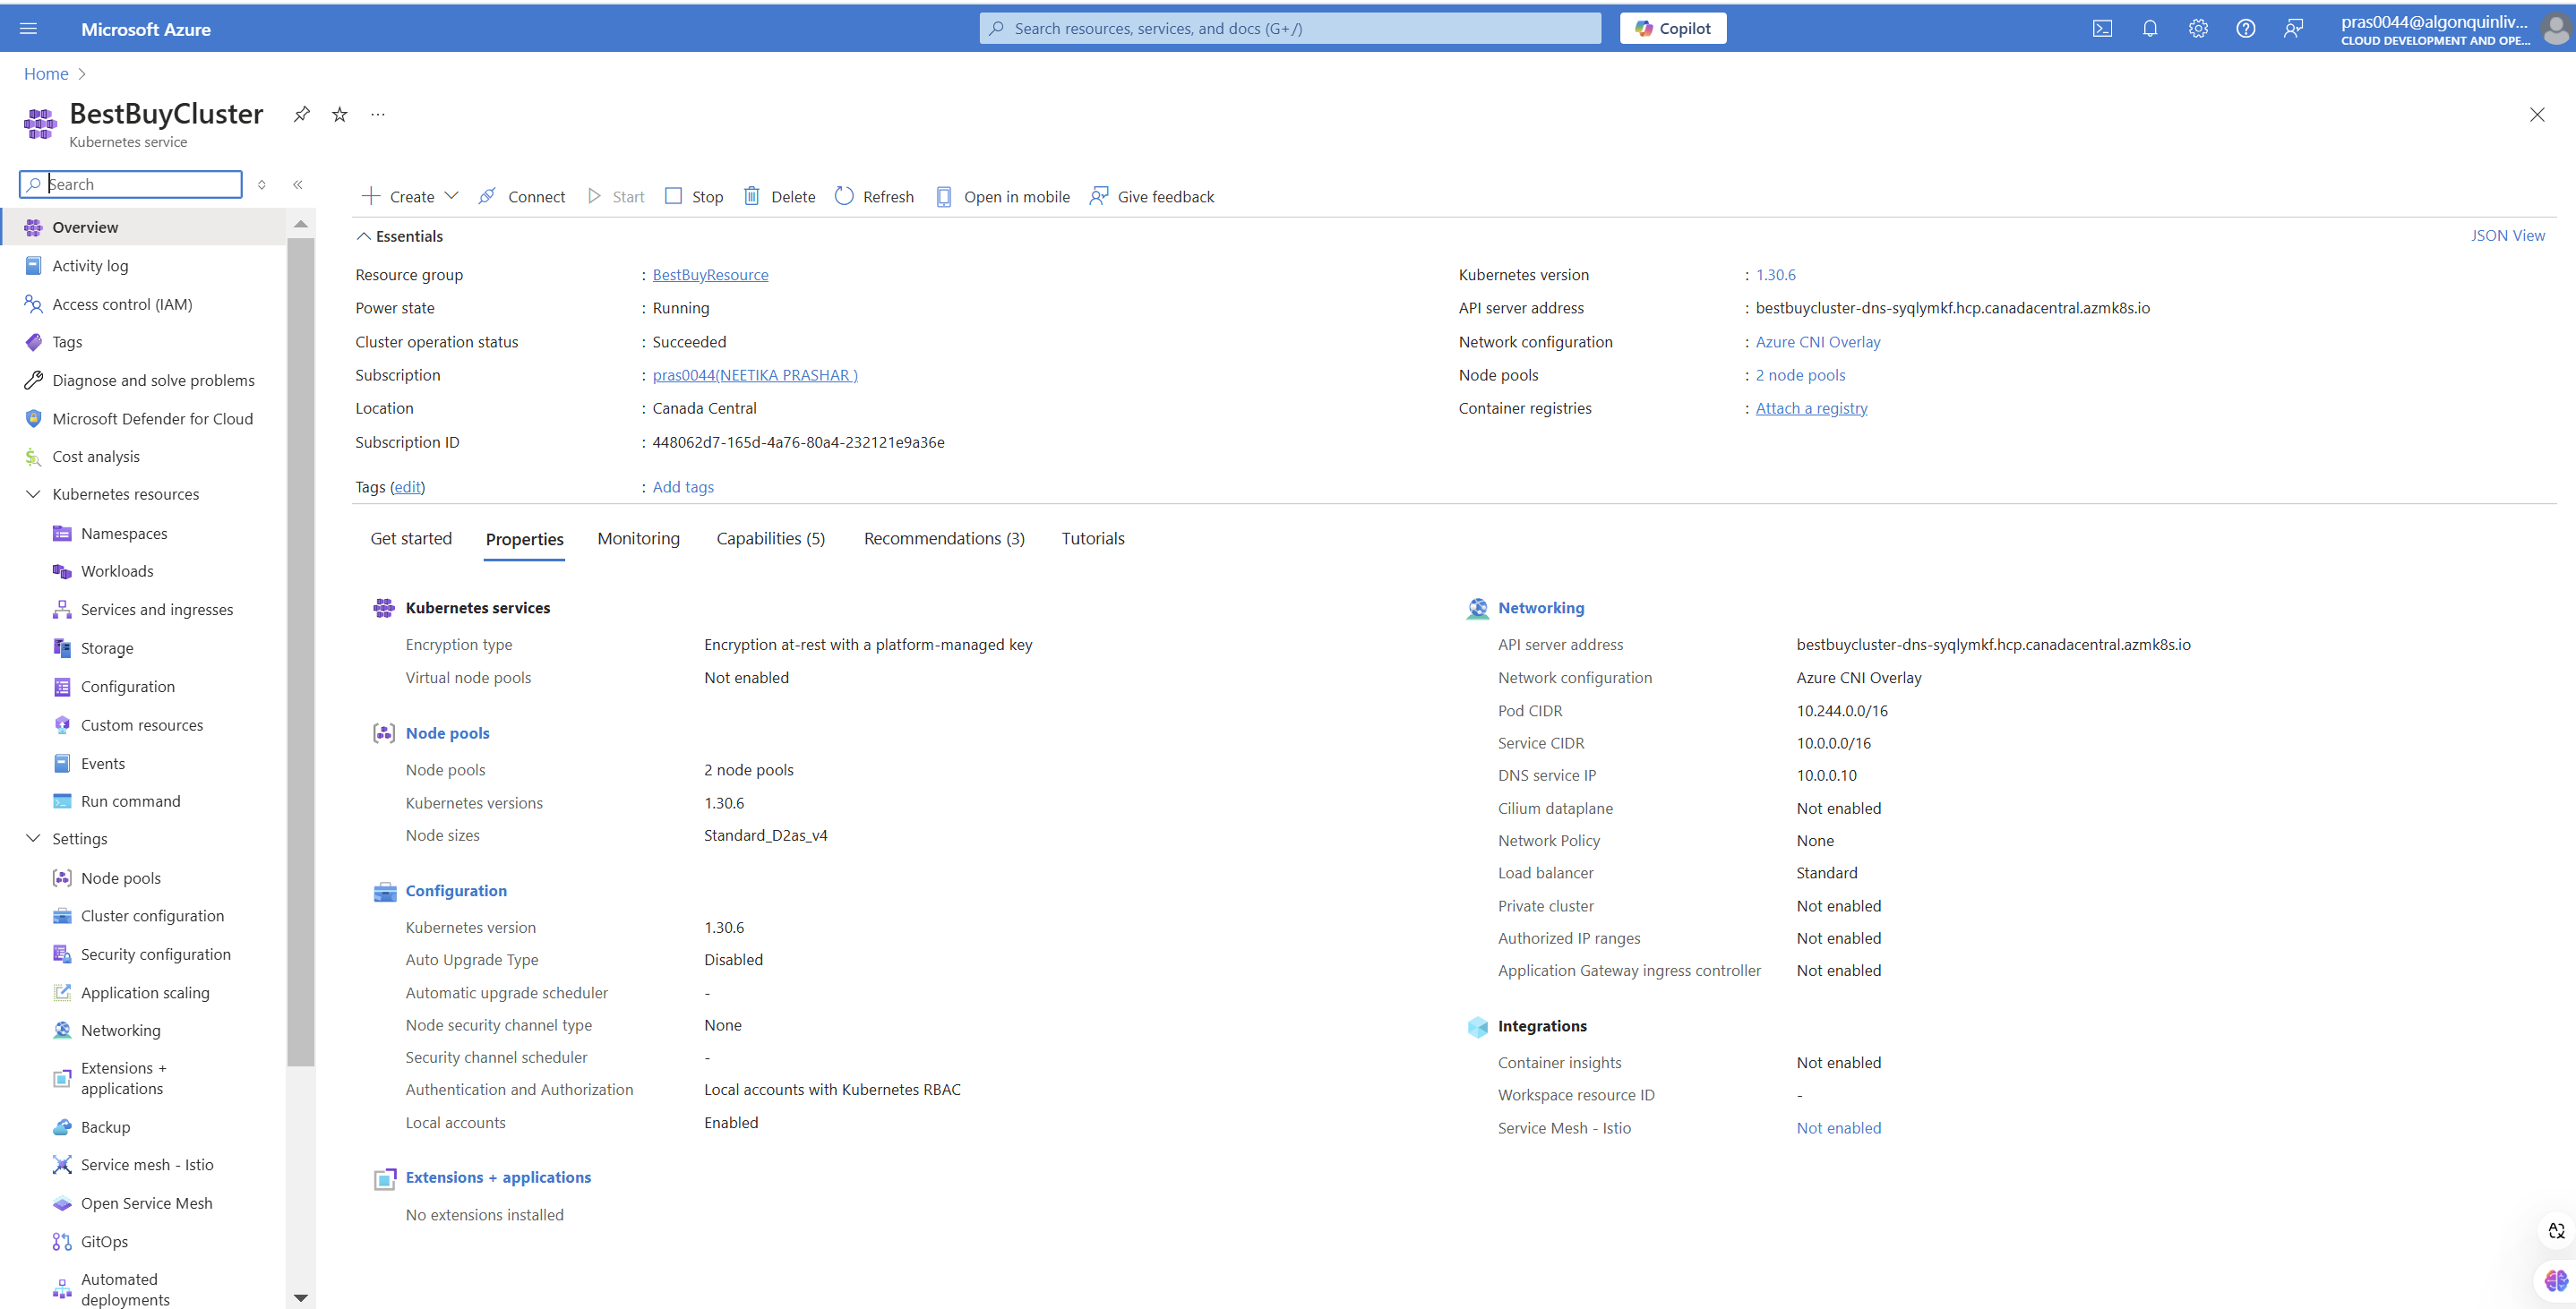 Microsoft Azure
Search resources, services, and docs (G+/)
Copilot
pras0044@algonquinliv...
CLOUD DEVELOPMENT AND OPE...
Home
BestBuyCluster
Kubernetes service
Search
Create
Connect
Start
Stop
Delete
Refresh
Open in mobile
Give feedback
Overview
Activity log
Access control (IAM)
Tags
Diagnose and solve problems
Microsoft Defender for Cloud
Cost analysis
Kubernetes resources
Namespaces
Workloads
Services and ingresses
Storage
Configuration
Custom resources
Events
Run command
Settings
Node pools
Cluster configuration
Security configuration
Application scaling
Networking
Extensions +
applications
Backup
Service mesh - Istio
Open Service Mesh
GitOps
Automated
deployments
Essentials
JSON View
Resource group : BestBuyResource
Power state : Running
Cluster operation status : Succeeded
Subscription : pras0044(NEETIKA PRASHAR )
Location : Canada Central
Subscription ID : 448062d7-165d-4a76-80a4-232121e9a36e
Tags (edit) : Add tags
Kubernetes version : 1.30.6
API server address : bestbuycluster-dns-syqlymkf.hcp.canadacentral.azmk8s.io
Network configuration : Azure CNI Overlay
Node pools : 2 node pools
Container registries : Attach a registry
Get started
Properties
Monitoring
Capabilities (5)
Recommendations (3)
Tutorials
Kubernetes services
Encryption type Encryption at-rest with a platform-managed key
Virtual node pools Not enabled
Node pools
Node pools 2 node pools
Kubernetes versions 1.30.6
Node sizes Standard_D2as_v4
Configuration
Kubernetes version 1.30.6
Auto Upgrade Type Disabled
Automatic upgrade scheduler -
Node security channel type None
Security channel scheduler -
Authentication and Authorization Local accounts with Kubernetes RBAC
Local accounts Enabled
Extensions + applications
No extensions installed
Networking
API server address bestbuycluster-dns-syqlymkf.hcp.canadacentral.azmk8s.io
Network configuration Azure CNI Overlay
Pod CIDR 10.244.0.0/16
Service CIDR 10.0.0.0/16
DNS service IP 10.0.0.10
Cilium dataplane Not enabled
Network Policy None
Load balancer Standard
Private cluster Not enabled
Authorized IP ranges Not enabled
Application Gateway ingress controller Not enabled
Integrations
Container insights Not enabled
Workspace resource ID -
Service Mesh - Istio Not enabled